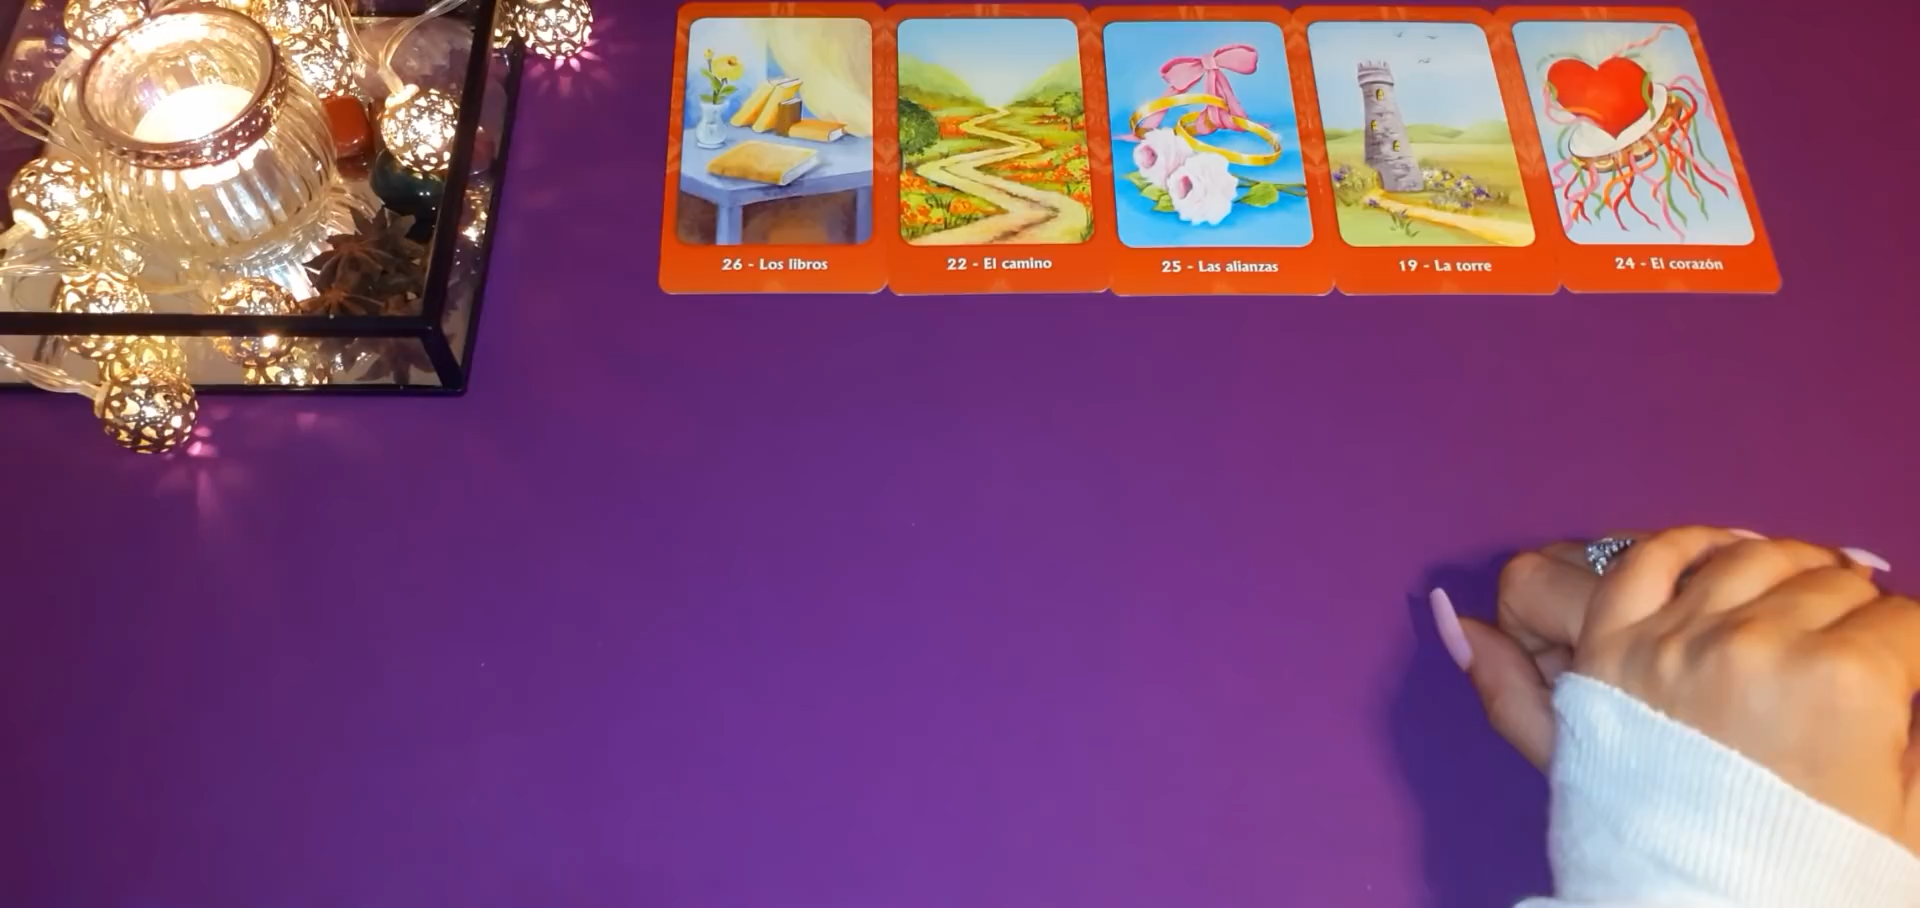 26 - Los libros
22 - El camino
25 - Las alianzas
19 - La torre
24 - El corazón